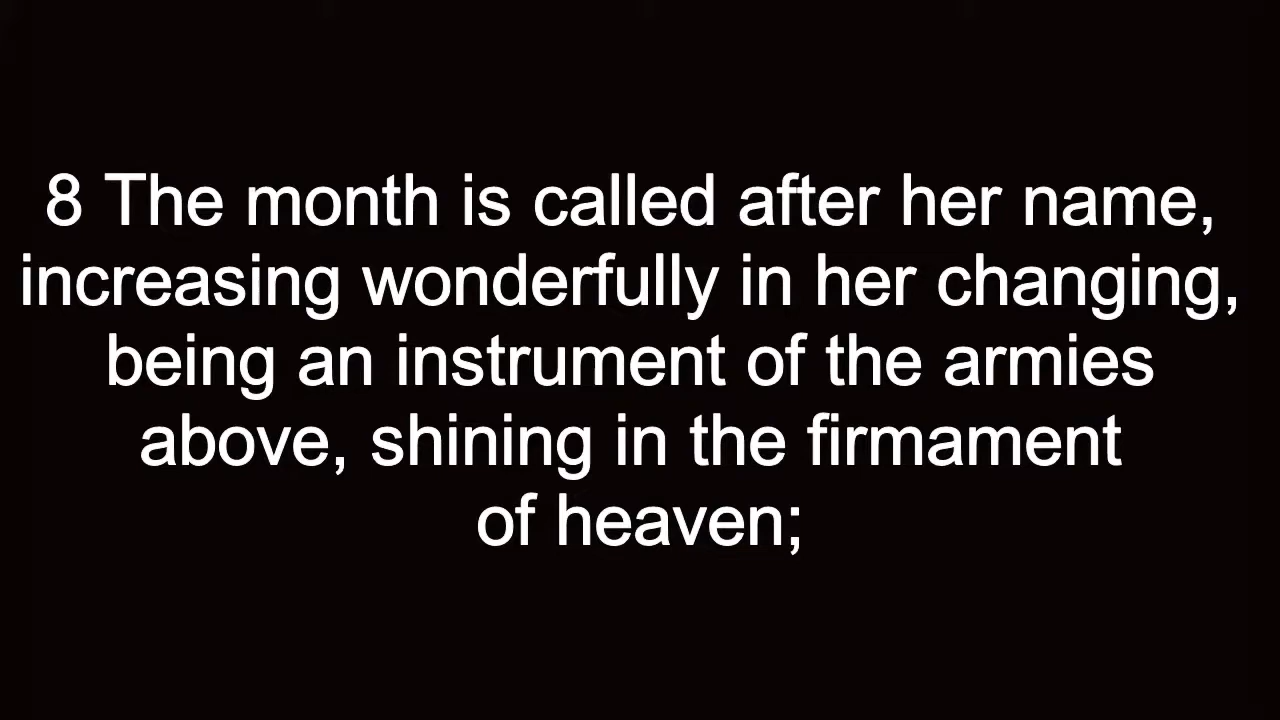 8 The month is called after her name,
increasing wonderfully in her changing,
being an instrument of the armies
above, shining in the firmament
of heaven;